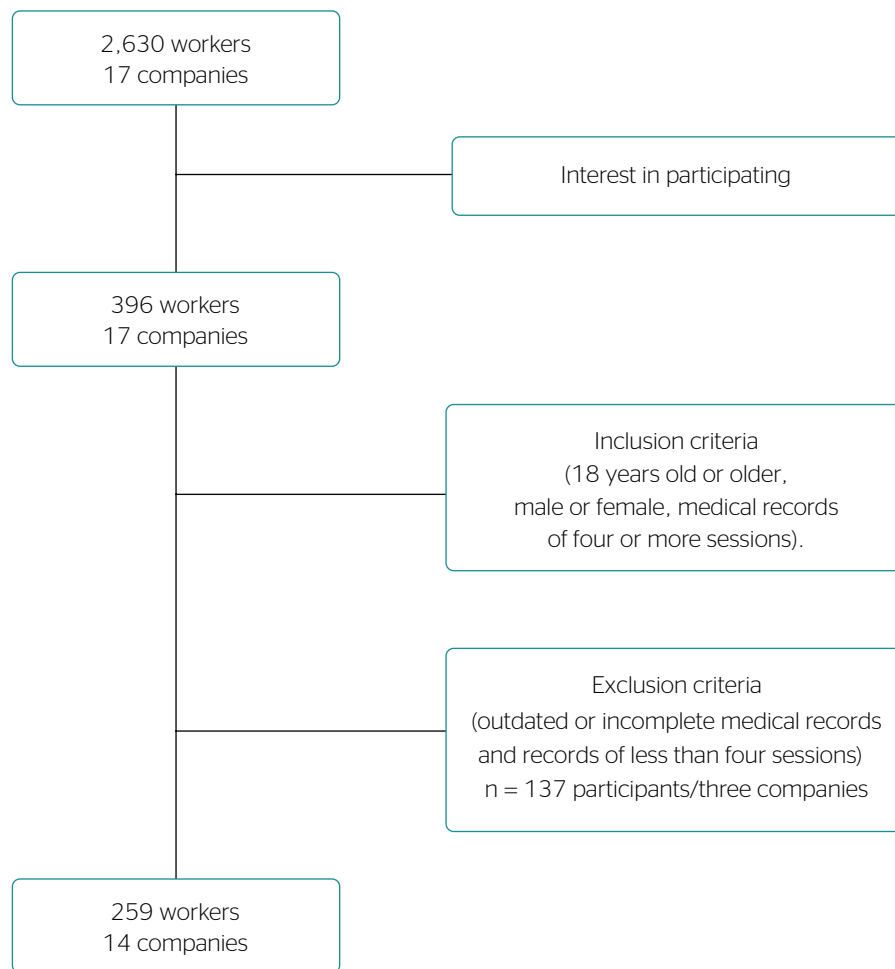 2,630 workers
17 companies
Interest in participating
396 workers
17 companies
Inclusion criteria
(18 years old or older,
male or female, medical records
of four or more sessions).
Exclusion criteria
(outdated or incomplete medical records
and records of less than four sessions)
n = 137 participants/three companies
259 workers
14 companies